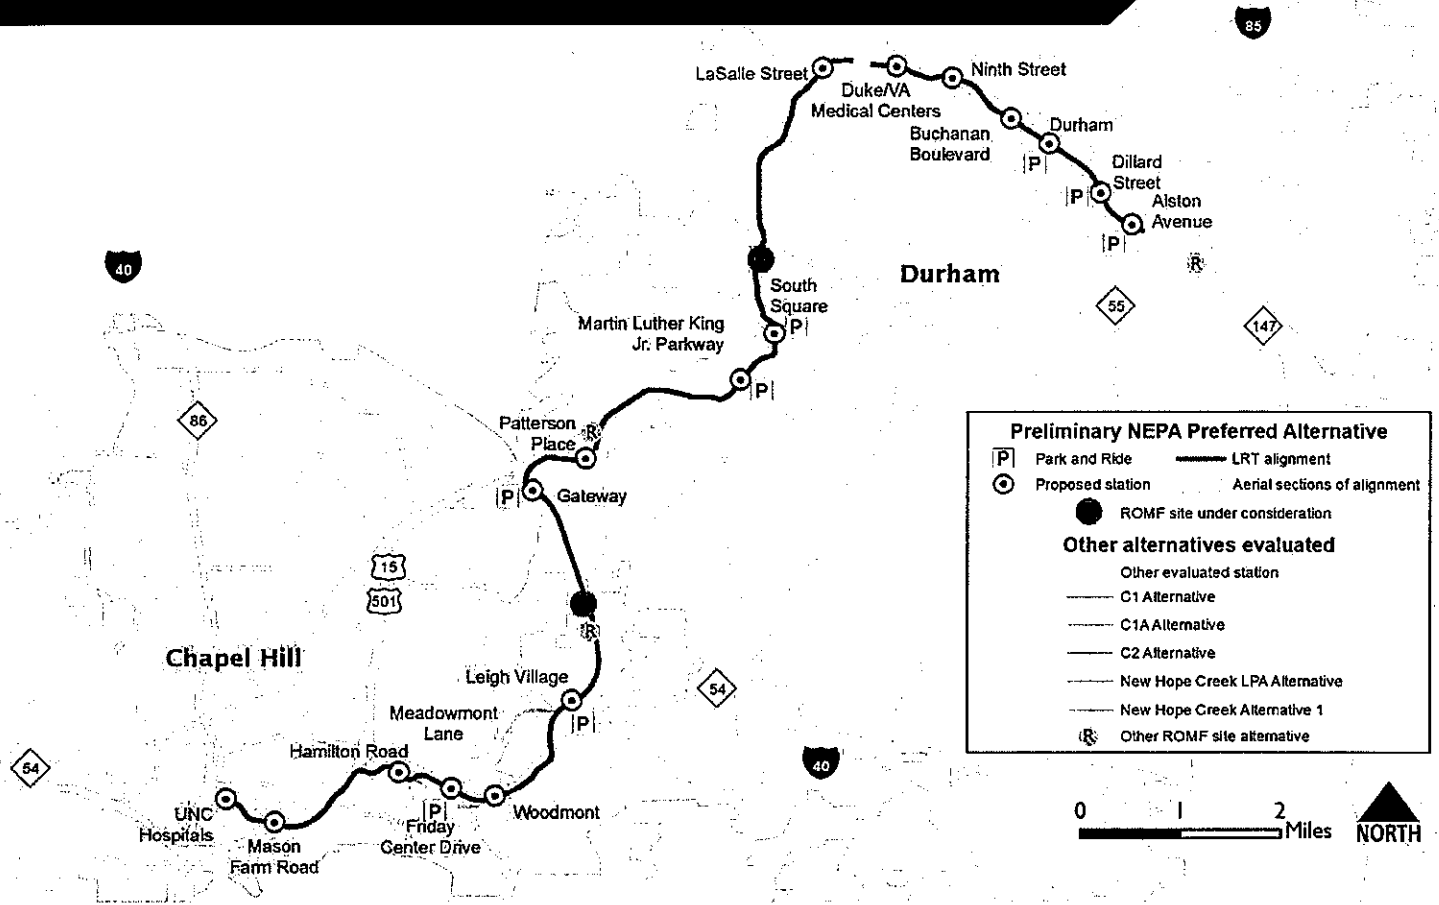 85
LaSalle Street
Ninth Street
Duke/VA
Medical Centers
Buchanan
Boulevard
Durham
P
Dillard
Street
P
Alston
Avenue
P
R
40
Durham
South
Square
P
55
147
Martin Luther King
Jr. Parkway
P
86
Patterson
Place
R
P
Gateway
15
501
R
Chapel Hill
Leigh Village
P
54
Meadowmont
Lane
Hamilton Road
54
40
UNC
Hospitals
Mason
Farm Road
P
Friday
Center Drive
Woodmont
Preliminary NEPA Preferred Alternative
P Park and Ride LRT alignment
Proposed station Aerial sections of alignment
ROMF site under consideration
Other alternatives evaluated
Other evaluated station
C1 Alternative
C1A Alternative
C2 Alternative
New Hope Creek LPA Alternative
New Hope Creek Alternative 1
R Other ROMF site alternative
0 1 2
Miles
NORTH